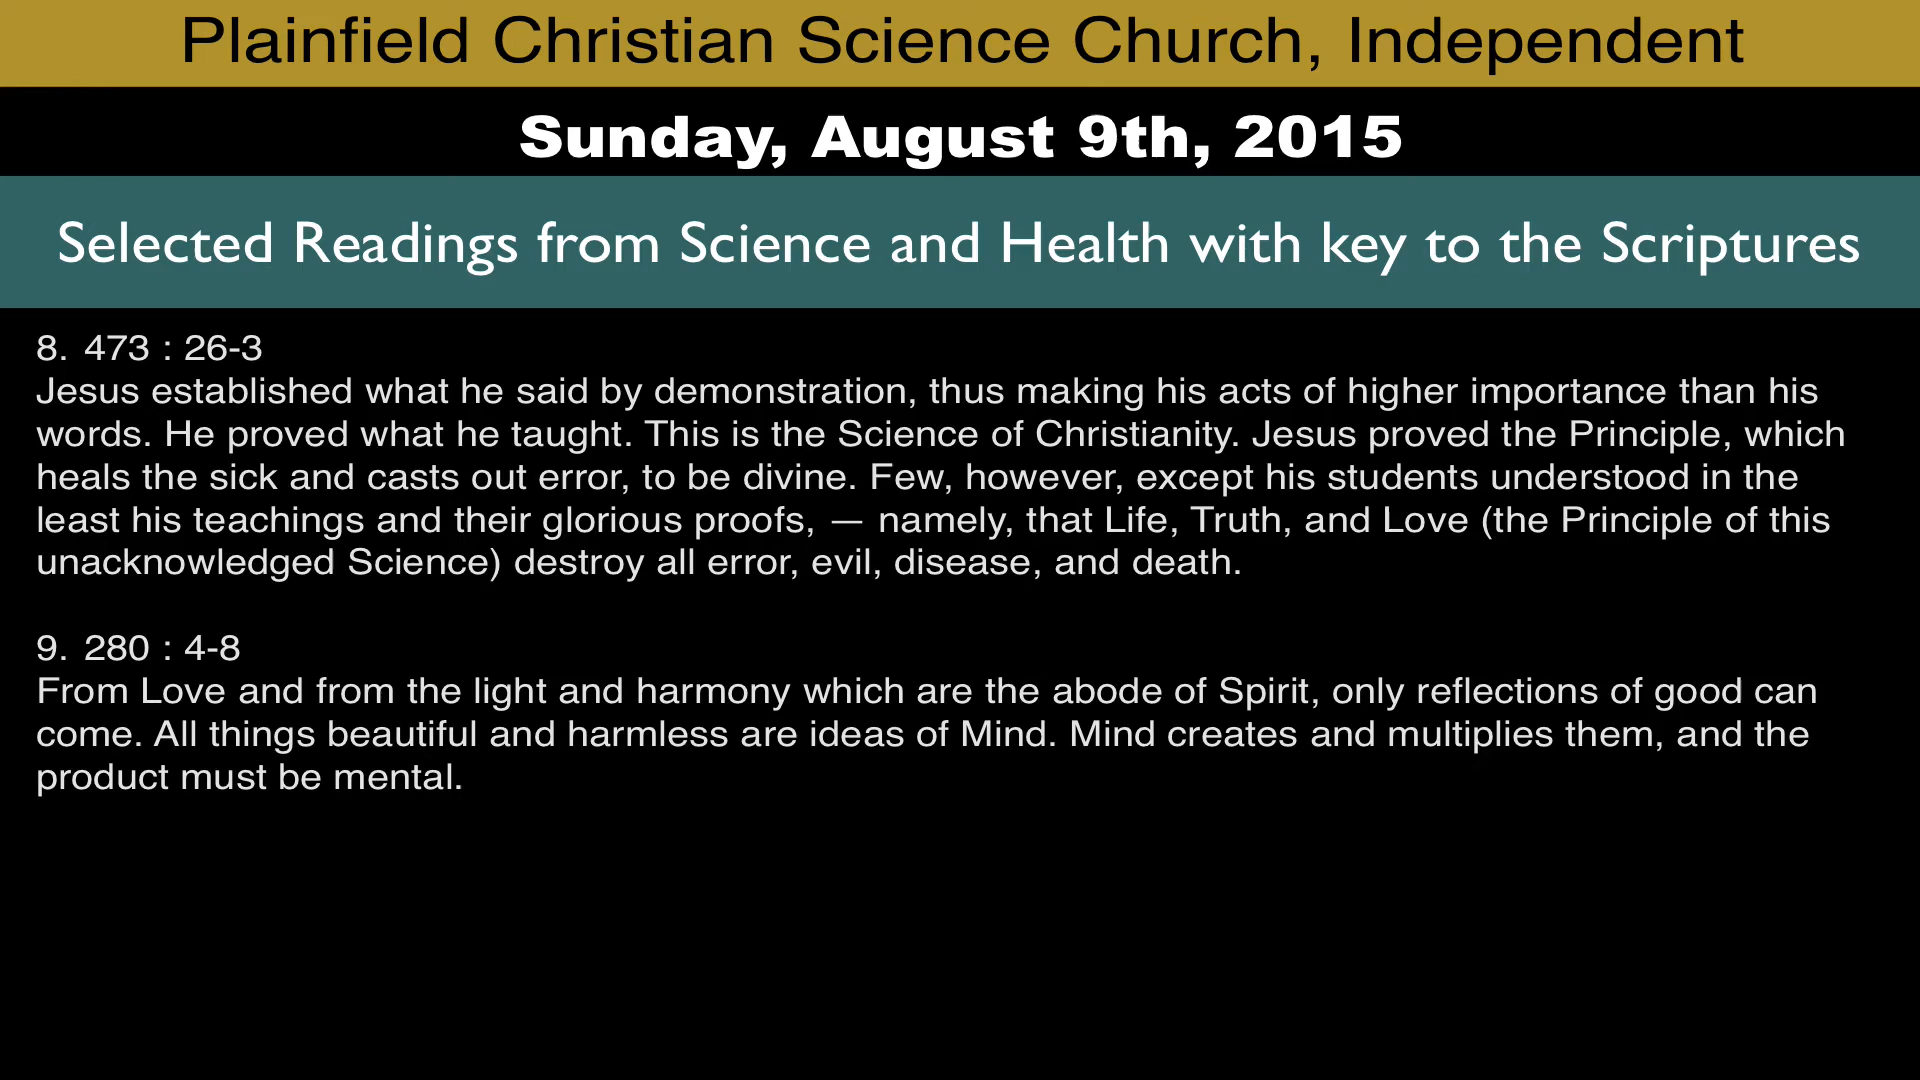 Plainfield Christian Science Church, Independent
Sunday, August 9th, 2015
Selected Readings from Science and Health with key to the Scriptures
8. 473 : 26-3
Jesus established what he said by demonstration, thus making his acts of higher importance than his
words. He proved what he taught. This is the Science of Christianity. Jesus proved the Principle, which
heals the sick and casts out error, to be divine. Few, however, except his students understood in the
least his teachings and their glorious proofs, — namely, that Life, Truth, and Love (the Principle of this
unacknowledged Science) destroy all error, evil, disease, and death.
9. 280 : 4-8
From Love and from the light and harmony which are the abode of Spirit, only reflections of good can
come. All things beautiful and harmless are ideas of Mind. Mind creates and multiplies them, and the
product must be mental.